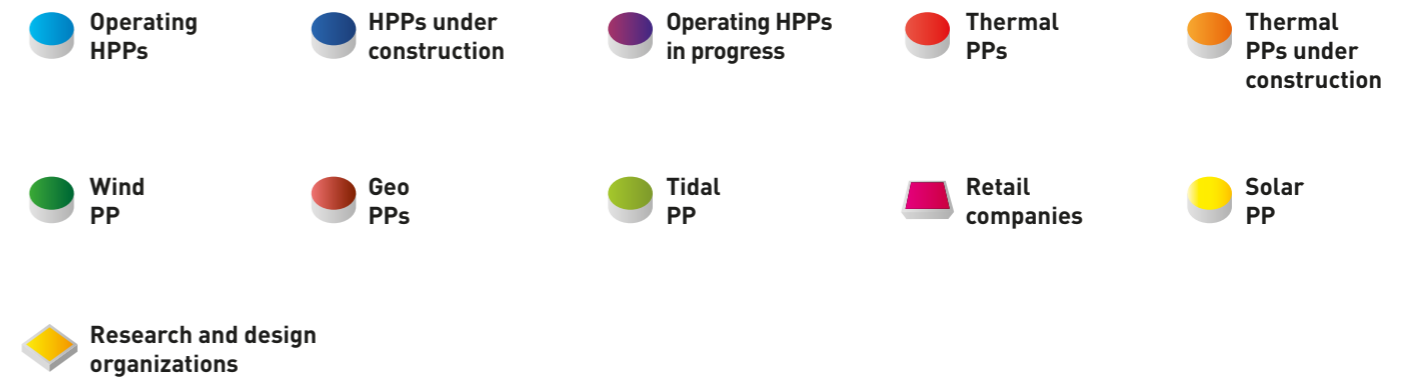 Operating
HPPs
HPPs under
construction
Operating HPPs
in progress
Thermal
PPs
Thermal
PPs under
construction
Wind
PP
Geo
PPs
Tidal
PP
Retail
companies
Solar
PP
Research and design
organizations